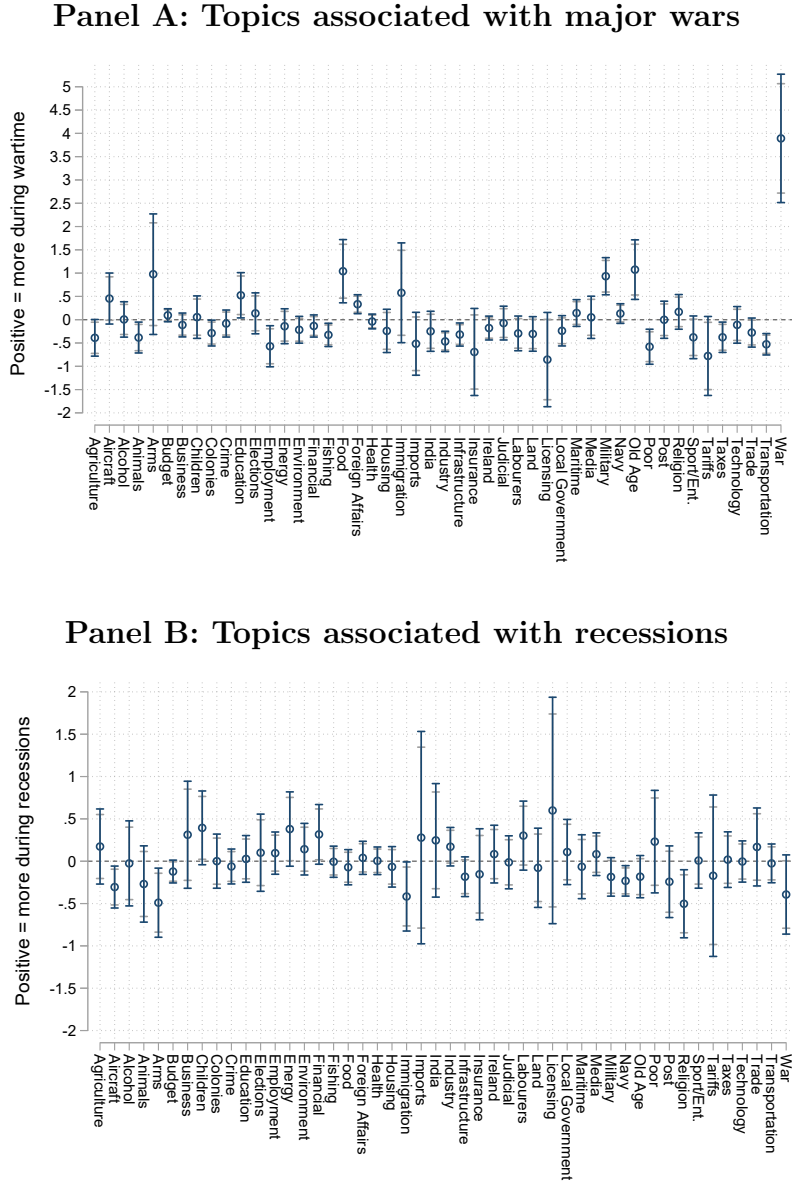 Panel A: Topics associated with major wars
Positive = more during wartime
5
4.5
4
3.5
3
2.5
2
1.5
1
.5
0
-.5
-1
-1.5
-2
Agriculture
Aircraft
Alcohol
Animals
Arms
Budget
Business
Children
Colonies
Crime
Education
Elections
Employment
Energy
Environment
Financial
Fishing
Food
Foreign Affairs
Health
Housing
Immigration
Imports
India
Industry
Infrastructure
Insurance
Ireland
Judicial
Labourers
Land
Licensing
Local Government
Maritime
Media
Military
Navy
Old Age
Poor
Post
Religion
Sport/Ent.
Tariffs
Taxes
Technology
Trade
Transportation
War
Panel B: Topics associated with recessions
Positive = more during recessions
2
1.5
1
.5
0
-.5
-1
-1.5
-2
Agriculture
Aircraft
Alcohol
Animals
Arms
Budget
Business
Children
Colonies
Crime
Education
Elections
Employment
Energy
Environment
Financial
Fishing
Food
Foreign Affairs
Health
Housing
Immigration
Imports
India
Industry
Infrastructure
Insurance
Ireland
Judicial
Labourers
Land
Licensing
Local Government
Maritime
Media
Military
Navy
Old Age
Poor
Post
Religion
Sport/Ent.
Tariffs
Taxes
Technology
Trade
Transportation
War